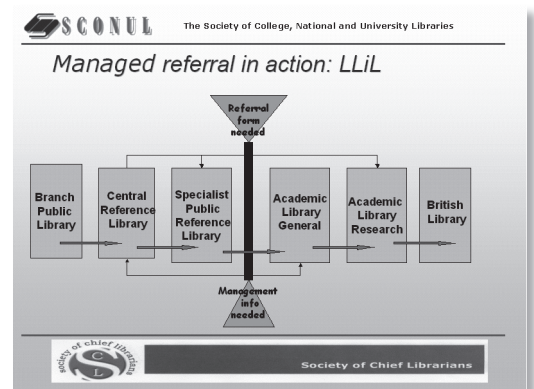 SCONUL
The Society of College, National and University Libraries
Managed referral in action: LLiL
Referral
form
needed
Branch
Public
Library
Central
Reference
Library
Specialist
Public
Reference
Library
Academic
Library
General
Academic
Library
Research
British
Library
Management
info
needed
society of chief librarians
S
C
L
Society of Chief Librarians